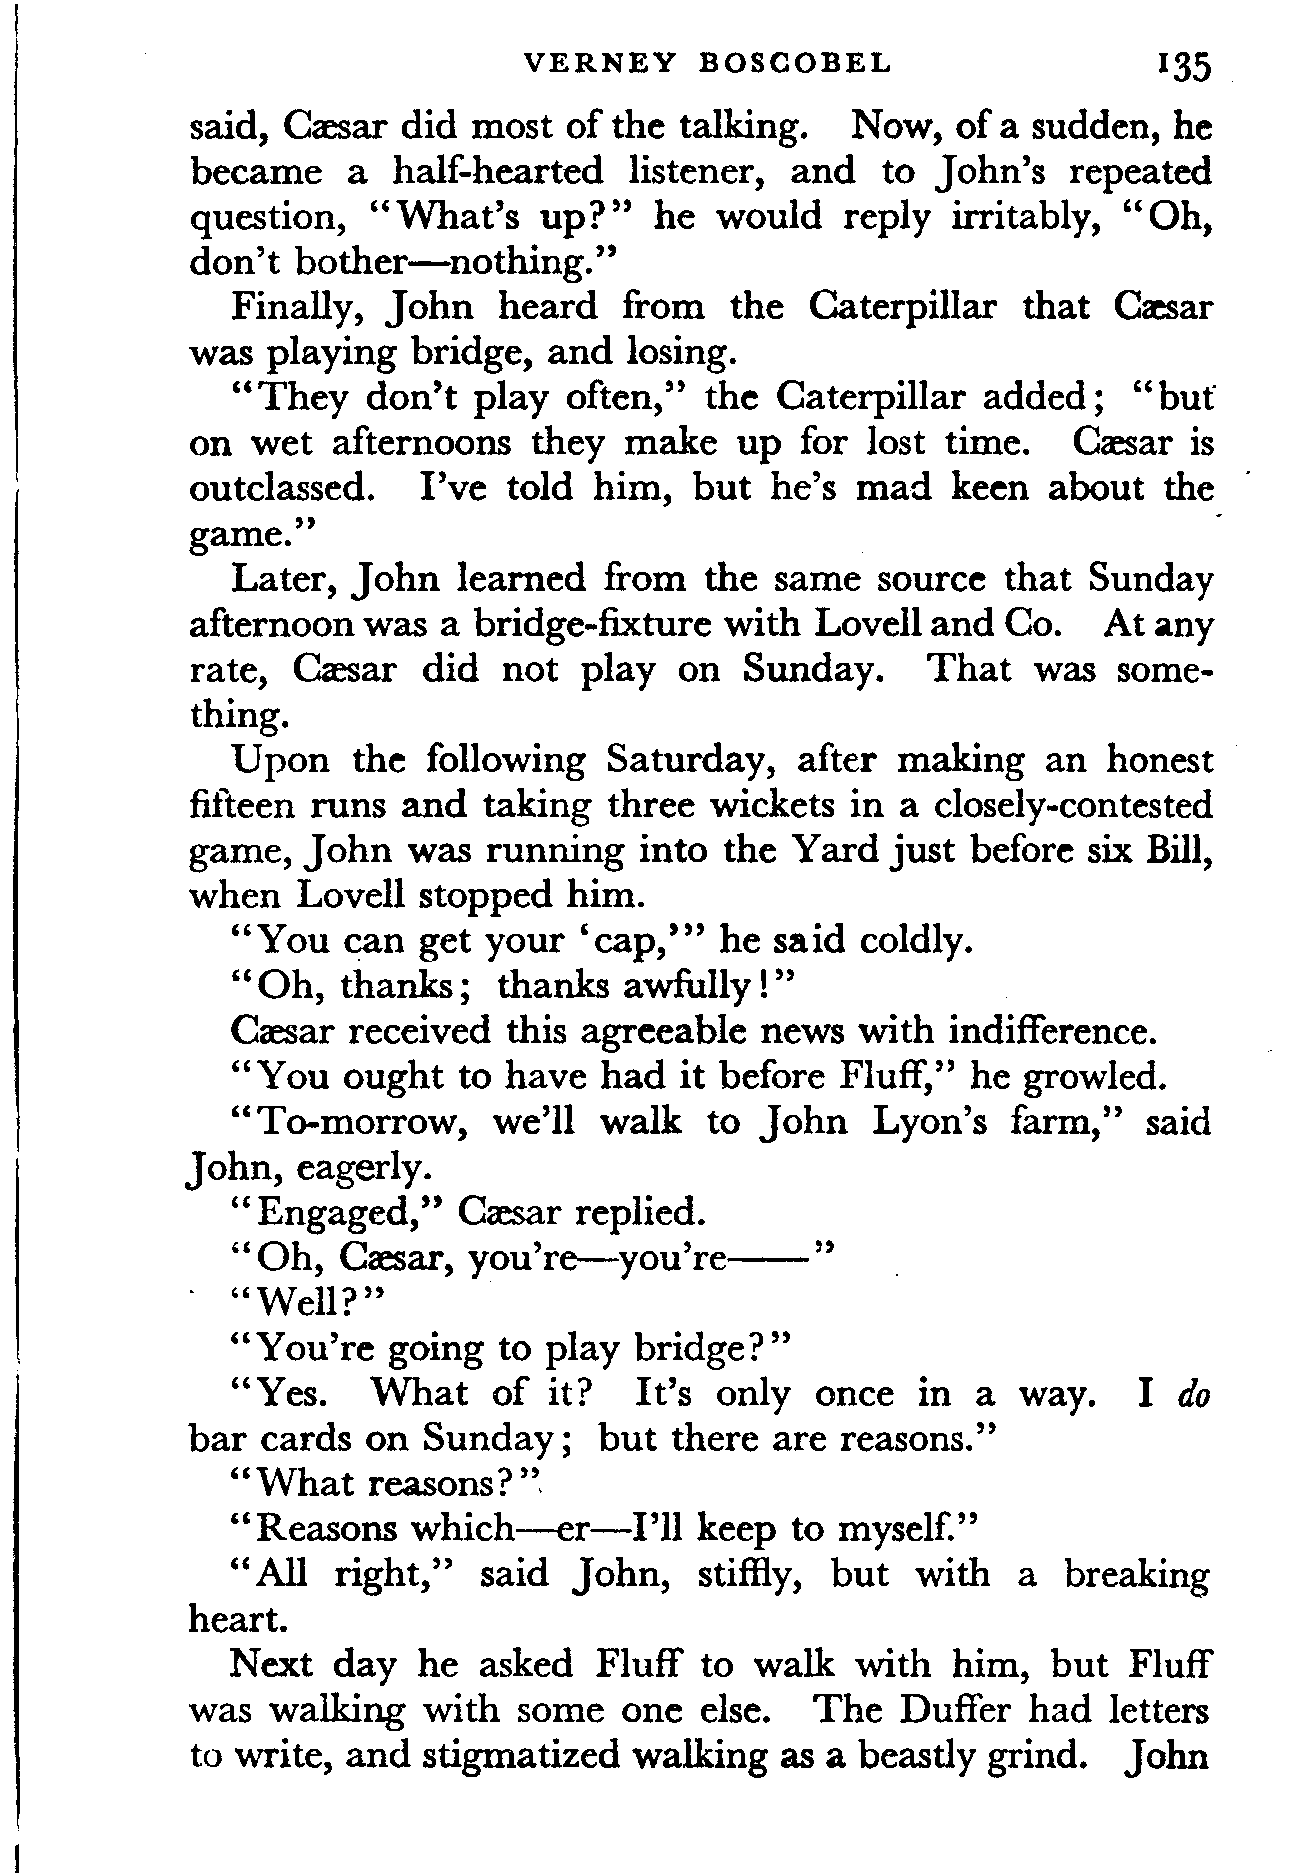 VERNEY BOSCOBEL 135
said, Cæsar did most of the talking. Now, of a sudden, he
became a half-hearted listener, and to John's repeated
question, "What's up?" he would reply irritably, "Oh,
don't bother—nothing."
Finally, John heard from the Caterpillar that Cæsar
was playing bridge, and losing.
"They don't play often," the Caterpillar added; "but
on wet afternoons they make up for lost time. Cæsar is
outclassed. I've told him, but he's mad keen about the
game."
Later, John learned from the same source that Sunday
afternoon was a bridge-fixture with Lovell and Co. At any
rate, Cæsar did not play on Sunday. That was some-
thing.
Upon the following Saturday, after making an honest
fifteen runs and taking three wickets in a closely-contested
game, John was running into the Yard just before six Bill,
when Lovell stopped him.
"You can get your 'cap,'" he said coldly.
"Oh, thanks; thanks awfully!"
Cæsar received this agreeable news with indifference.
"You ought to have had it before Fluff," he growled.
"To-morrow, we'll walk to John Lyon's farm," said
John, eagerly.
"Engaged," Cæsar replied.
"Oh, Cæsar, you're—you're——"
"Well?"
"You're going to play bridge?"
"Yes. What of it? It's only once in a way. I do
bar cards on Sunday; but there are reasons."
"What reasons?"
"Reasons which—er—I'll keep to myself."
"All right," said John, stiffly, but with a breaking
heart.
Next day he asked Fluff to walk with him, but Fluff
was walking with some one else. The Duffer had letters
to write, and stigmatized walking as a beastly grind. John